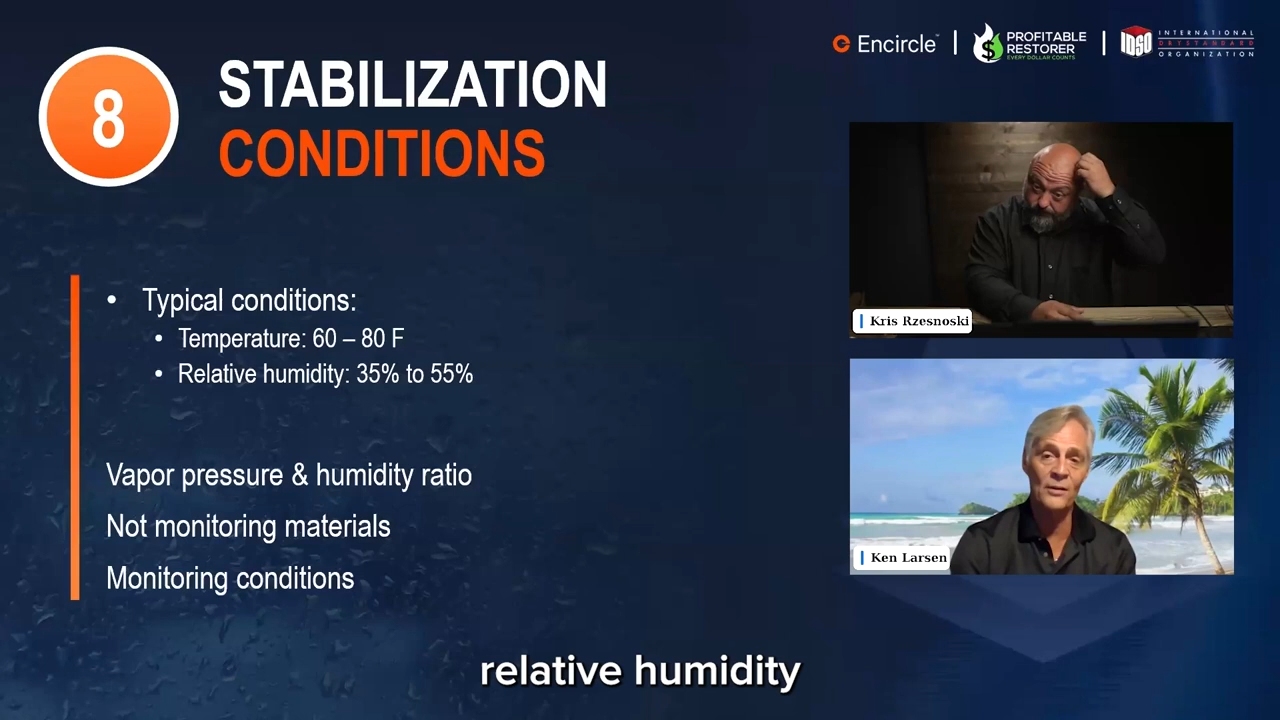 8
STABILIZATION
CONDITIONS
Encircle
PROFITABLE
RESTORER
EVERY DOLLAR COUNTS
IDSO
INTERNATIONAL
DRYSTANDARD
ORGANIZATION
• Typical conditions:
• Temperature: 60 – 80 F
• Relative humidity: 35% to 55%
Vapor pressure & humidity ratio
Not monitoring materials
Monitoring conditions
Kris Rzesnoski
Ken Larsen
relative humidity